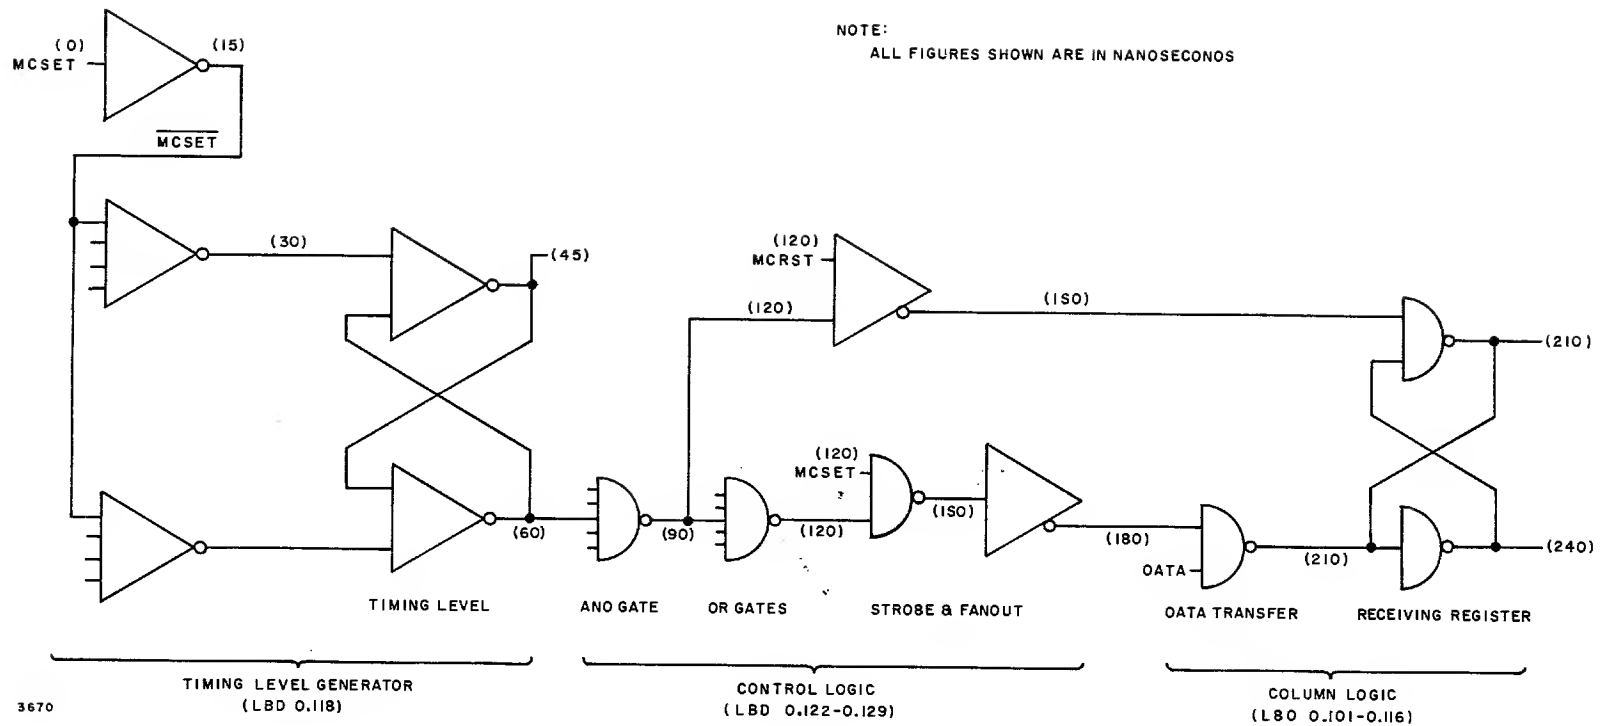 NOTE:
ALL FIGURES SHOWN ARE IN NANOSECONOS
(0)
MCSET
(15)
MCSET
(30)
(45)
(60)
TIMING LEVEL
(90)
ANO GATE
(120)
MCRST
(120)
(120)
OR GATES
(120)
MCSET
(1S0)
(1S0)
STROBE & FANOUT
(180)
OATA
(210)
OATA TRANSFER
(210)
(240)
RECEIVING REGISTER
TIMING LEVEL GENERATOR
(LBD 0.118)
CONTROL LOGIC
(LBD 0.122-0.129)
COLUMN LOGIC
(LBO 0.101-0.116)
3670